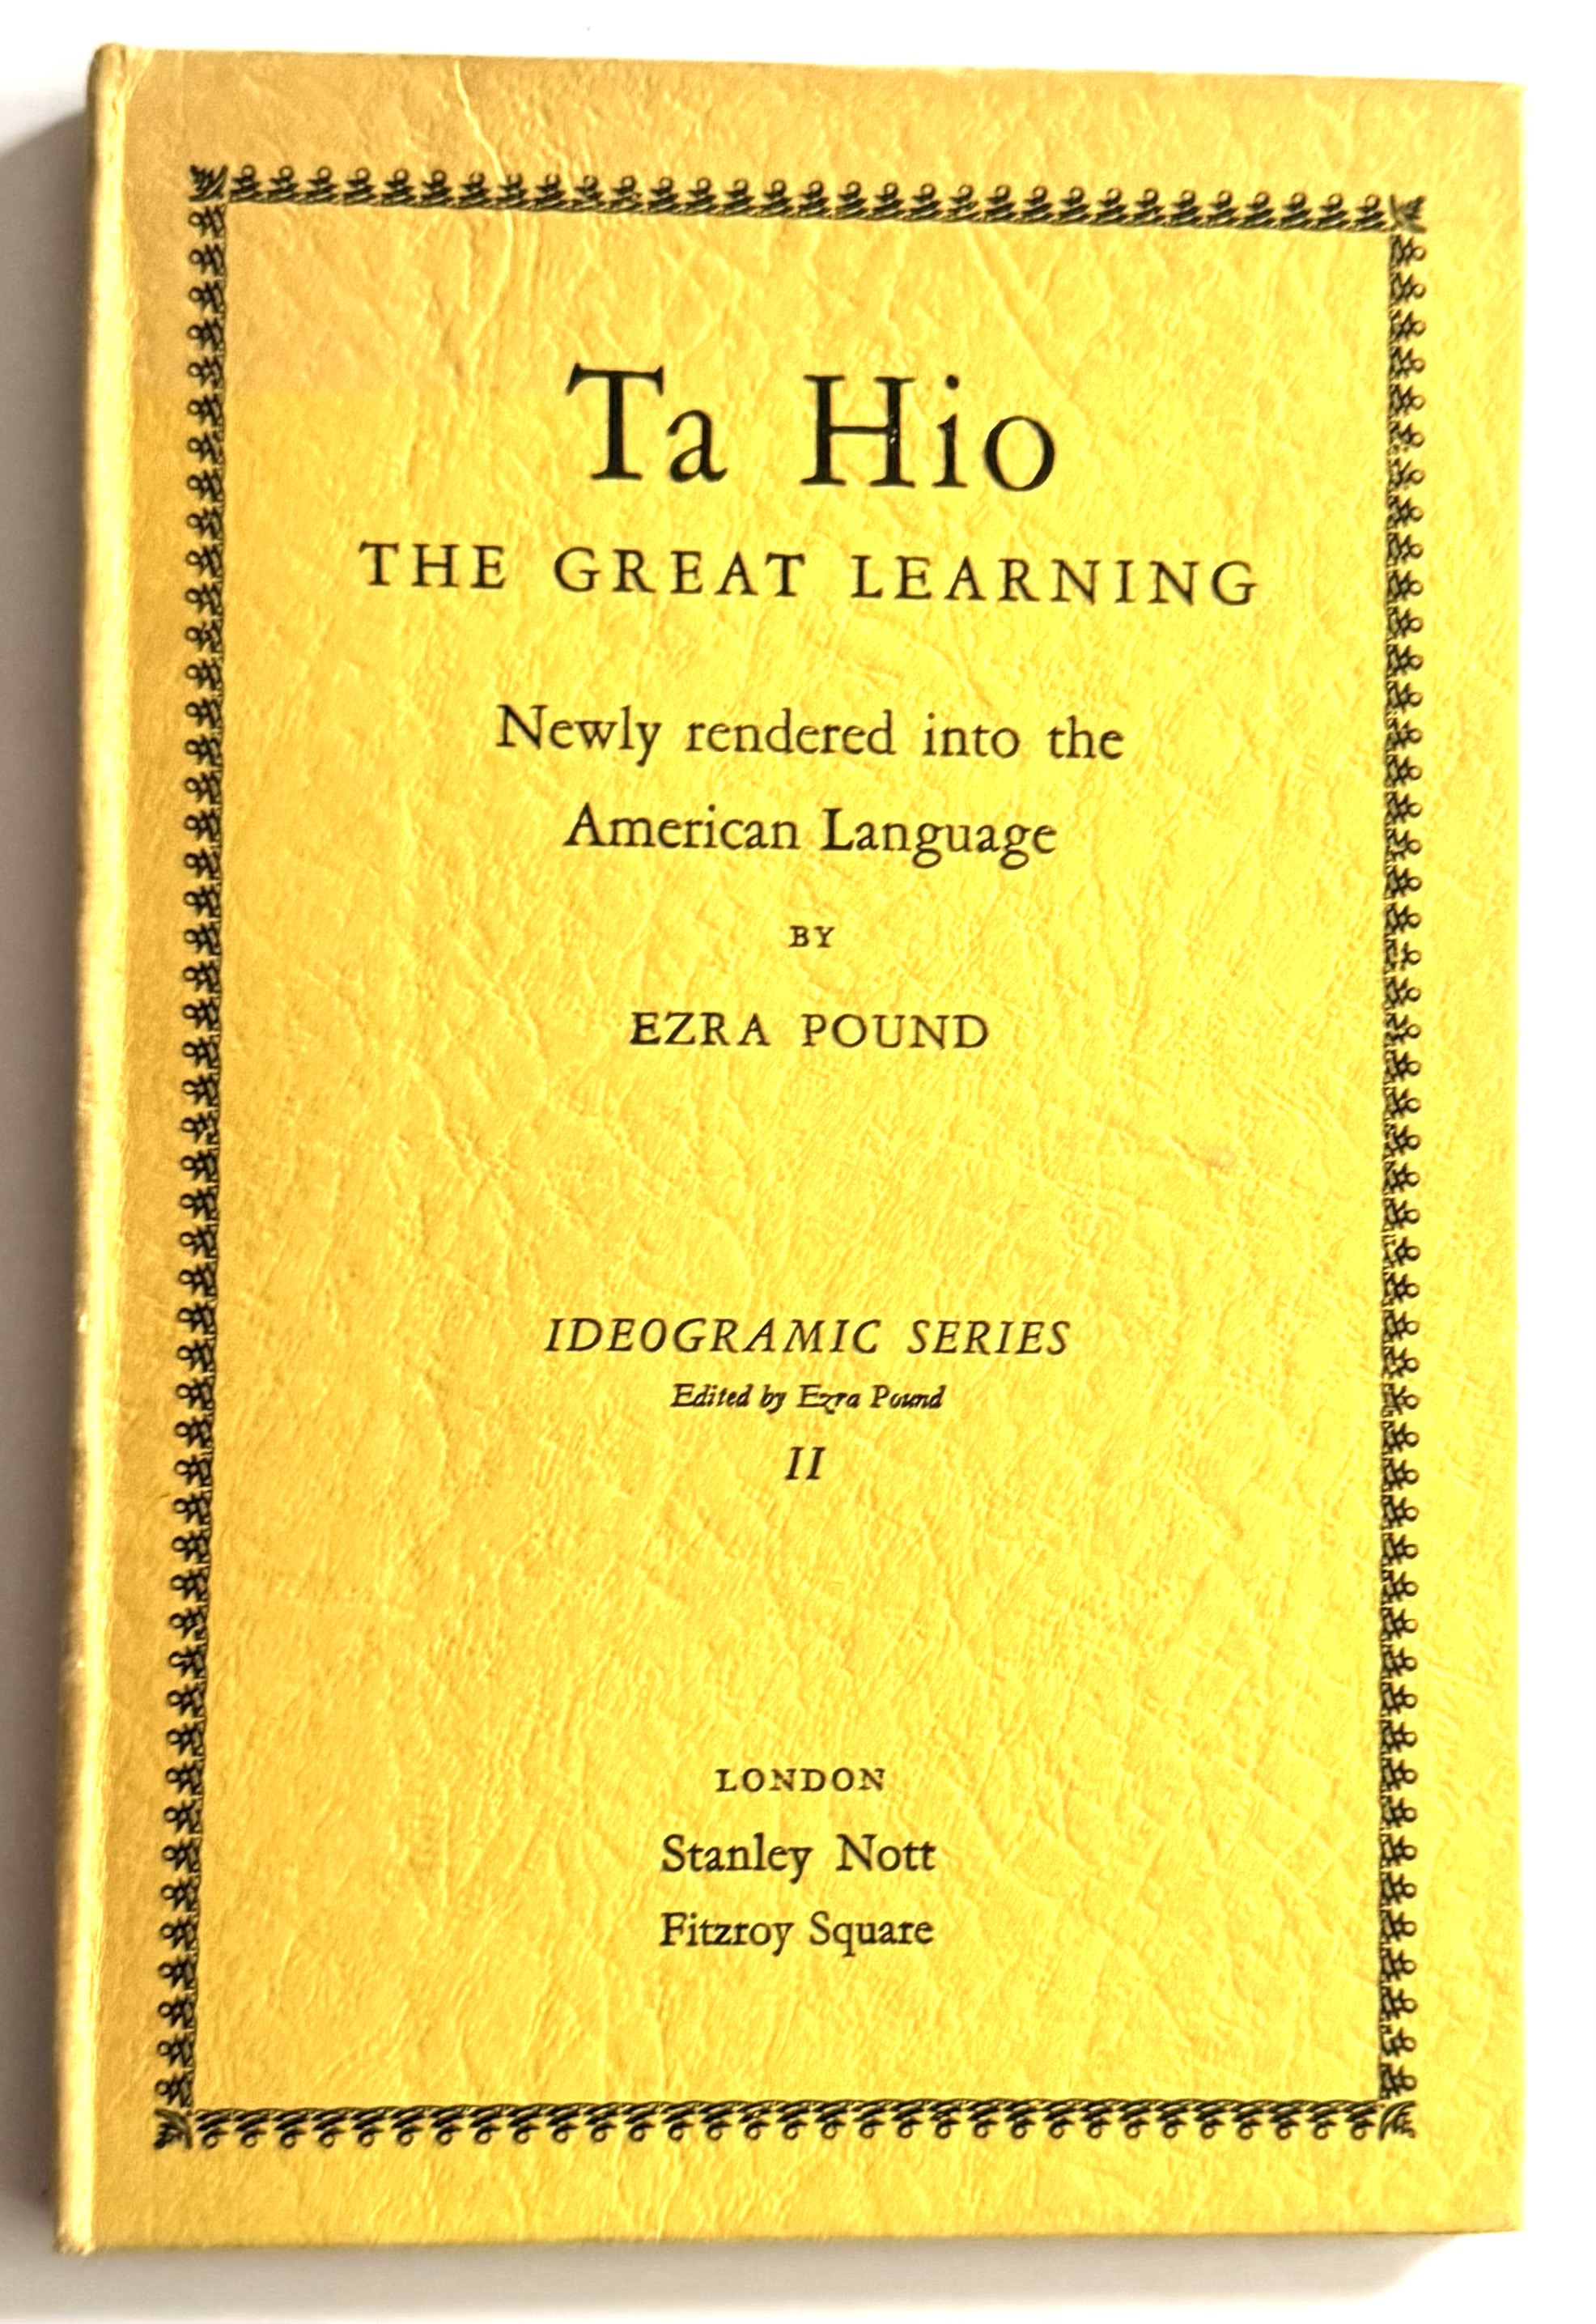 Ta Hio
THE GREAT LEARNING
Newly rendered into the
American Language
BY
EZRA POUND
IDEOGRAMIC SERIES
Edited by Ezra Pound
II
LONDON
Stanley Nott
Fitzroy Square